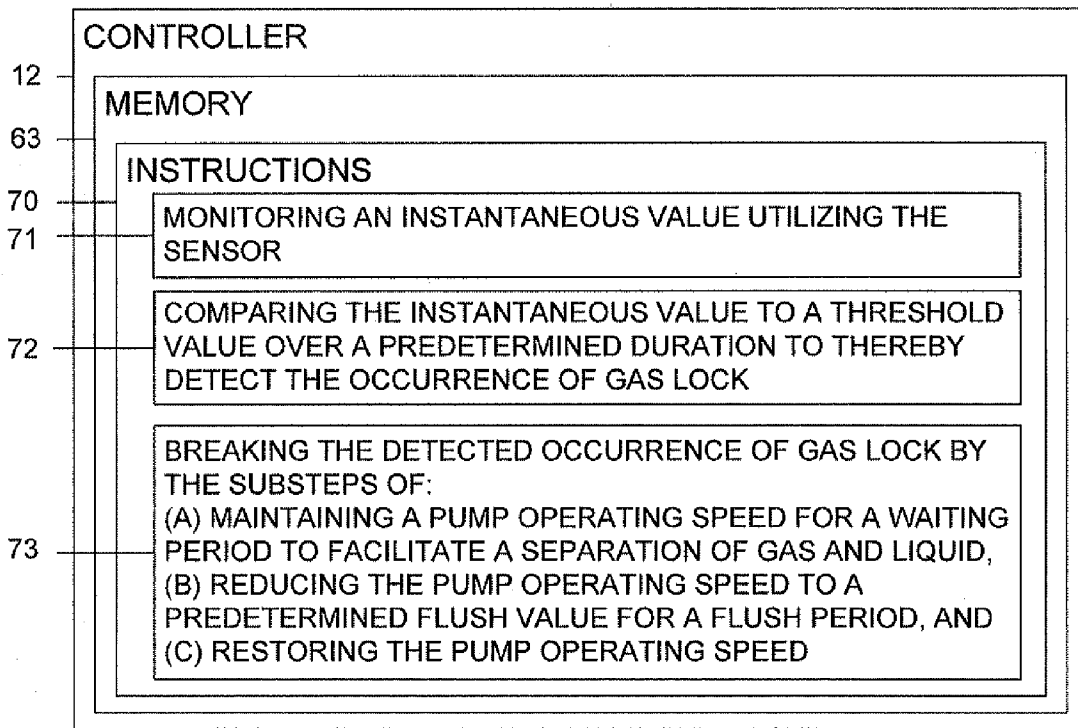 CONTROLLER
12
MEMORY
63
INSTRUCTIONS
70
MONITORING AN INSTANTANEOUS VALUE UTILIZING THE
71
SENSOR
COMPARING THE INSTANTANEOUS VALUE TO A THRESHOLD
72
VALUE OVER A PREDETERMINED DURATION TO THEREBY
DETECT THE OCCURRENCE OF GAS LOCK
BREAKING THE DETECTED OCCURRENCE OF GAS LOCK BY
THE SUBSTEPS OF:
(A) MAINTAINING A PUMP OPERATING SPEED FOR A WAITING
73
PERIOD TO FACILITATE A SEPARATION OF GAS AND LIQUID,
(B) REDUCING THE PUMP OPERATING SPEED TO A
PREDETERMINED FLUSH VALUE FOR A FLUSH PERIOD, AND
(C) RESTORING THE PUMP OPERATING SPEED